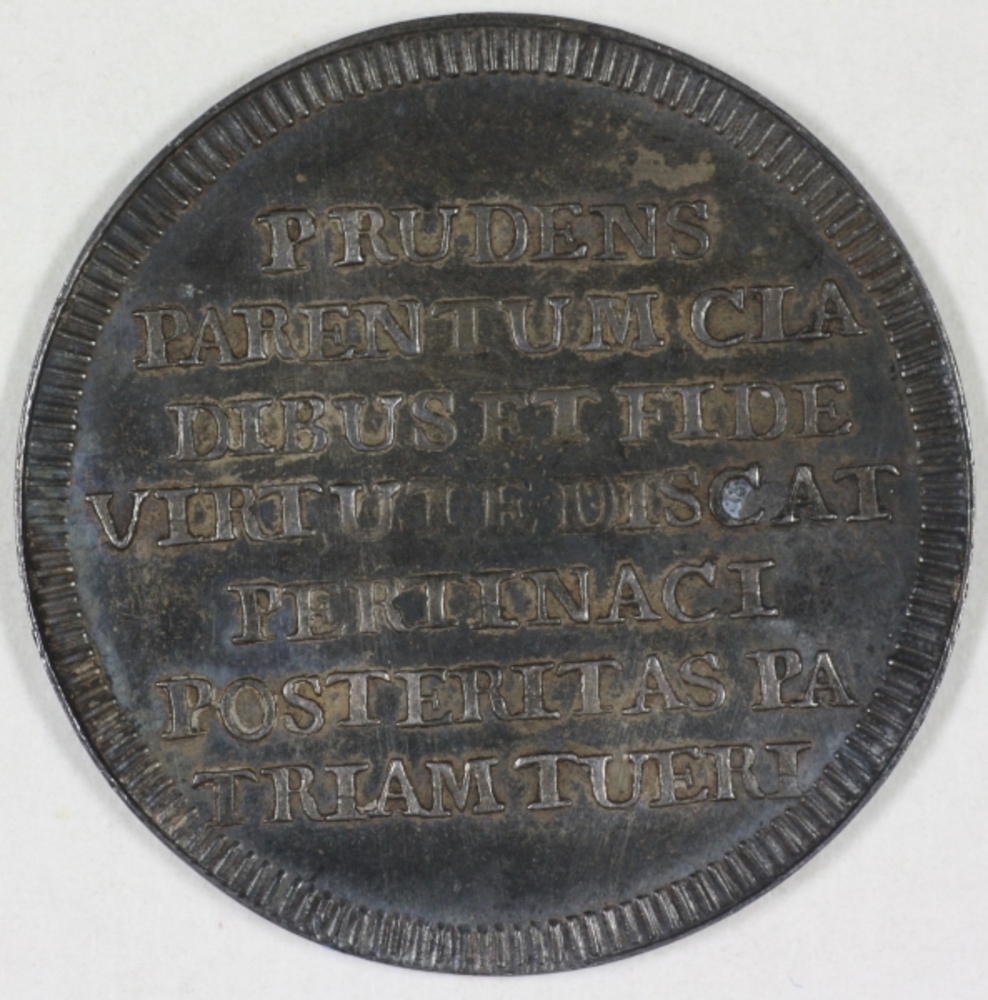 PRUDENS
PARENTUM CLA
DIBUS ET FIDE
VIRTUTE DISCAT
PERTINACI
POSTERITAS PA
TRIAM TUERI